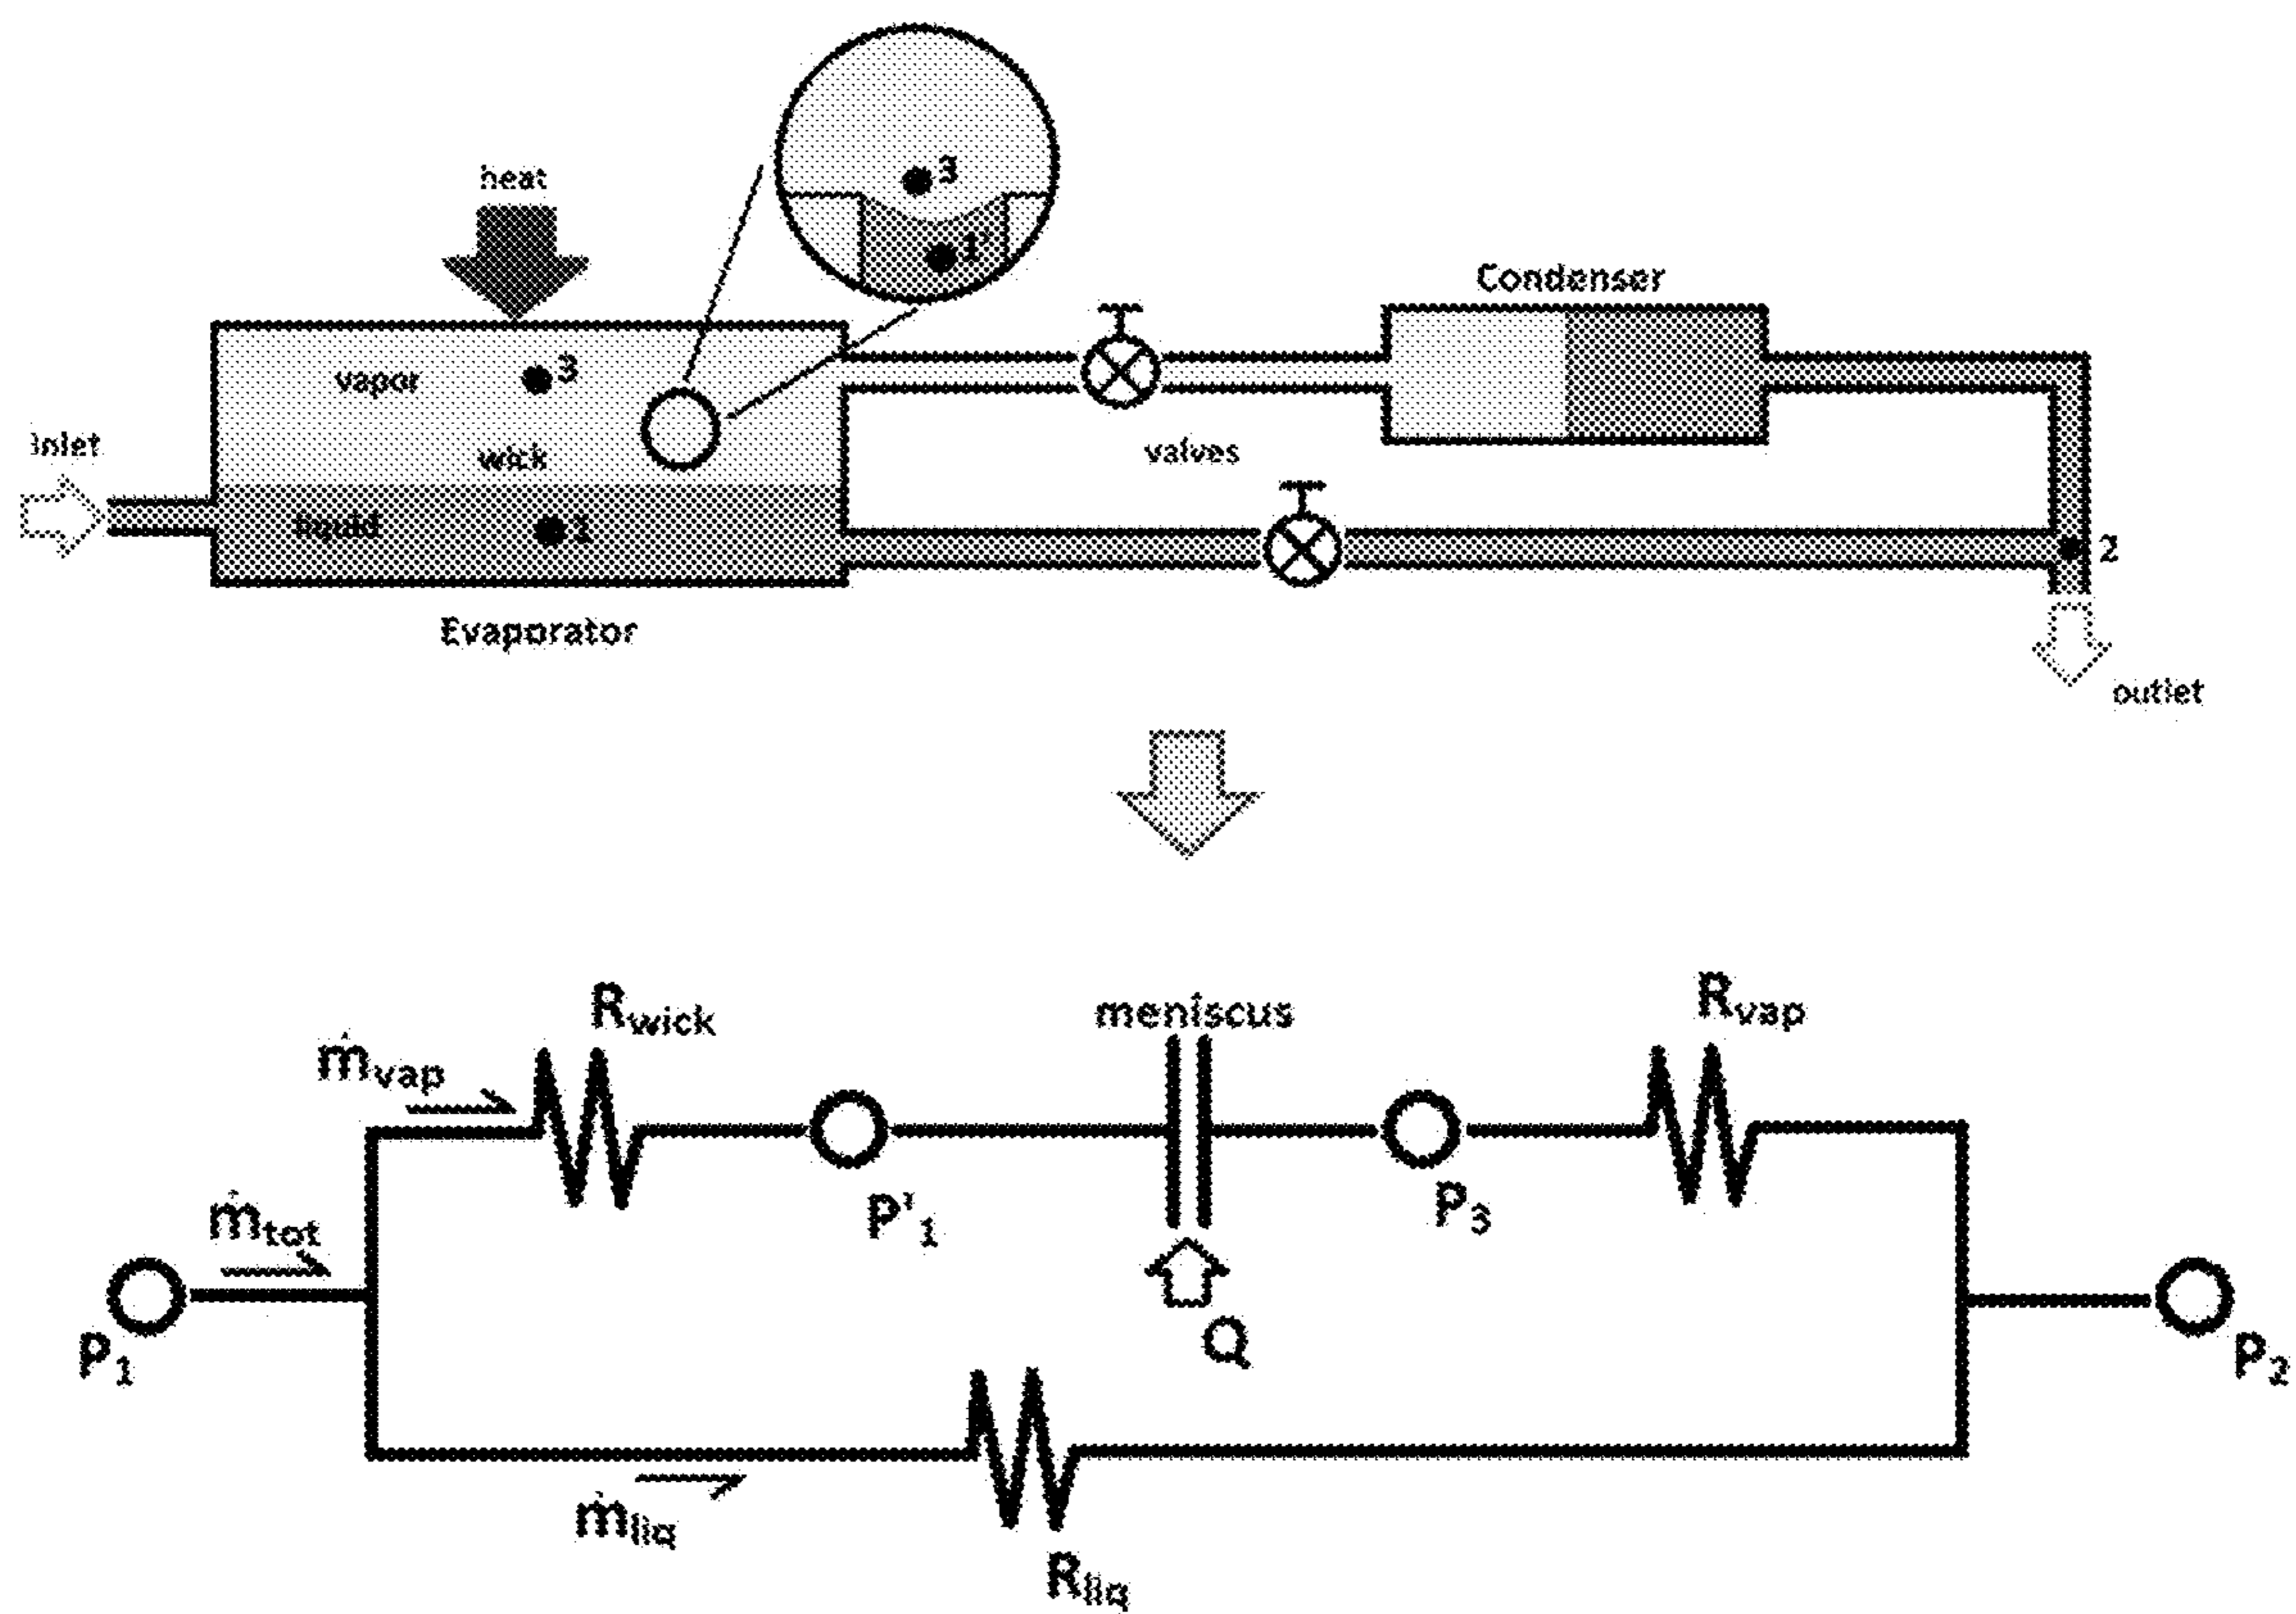 heat
3
1'
Condenser
vapor
3
wick
valves
Inlet
liquid
1
2
Evaporator
outlet
R_wick
meniscus
R_vap
ṁ_vap
P'_1
P_3
ṁ_tot
P_1
Q
P_2
ṁ_liq
R_liq